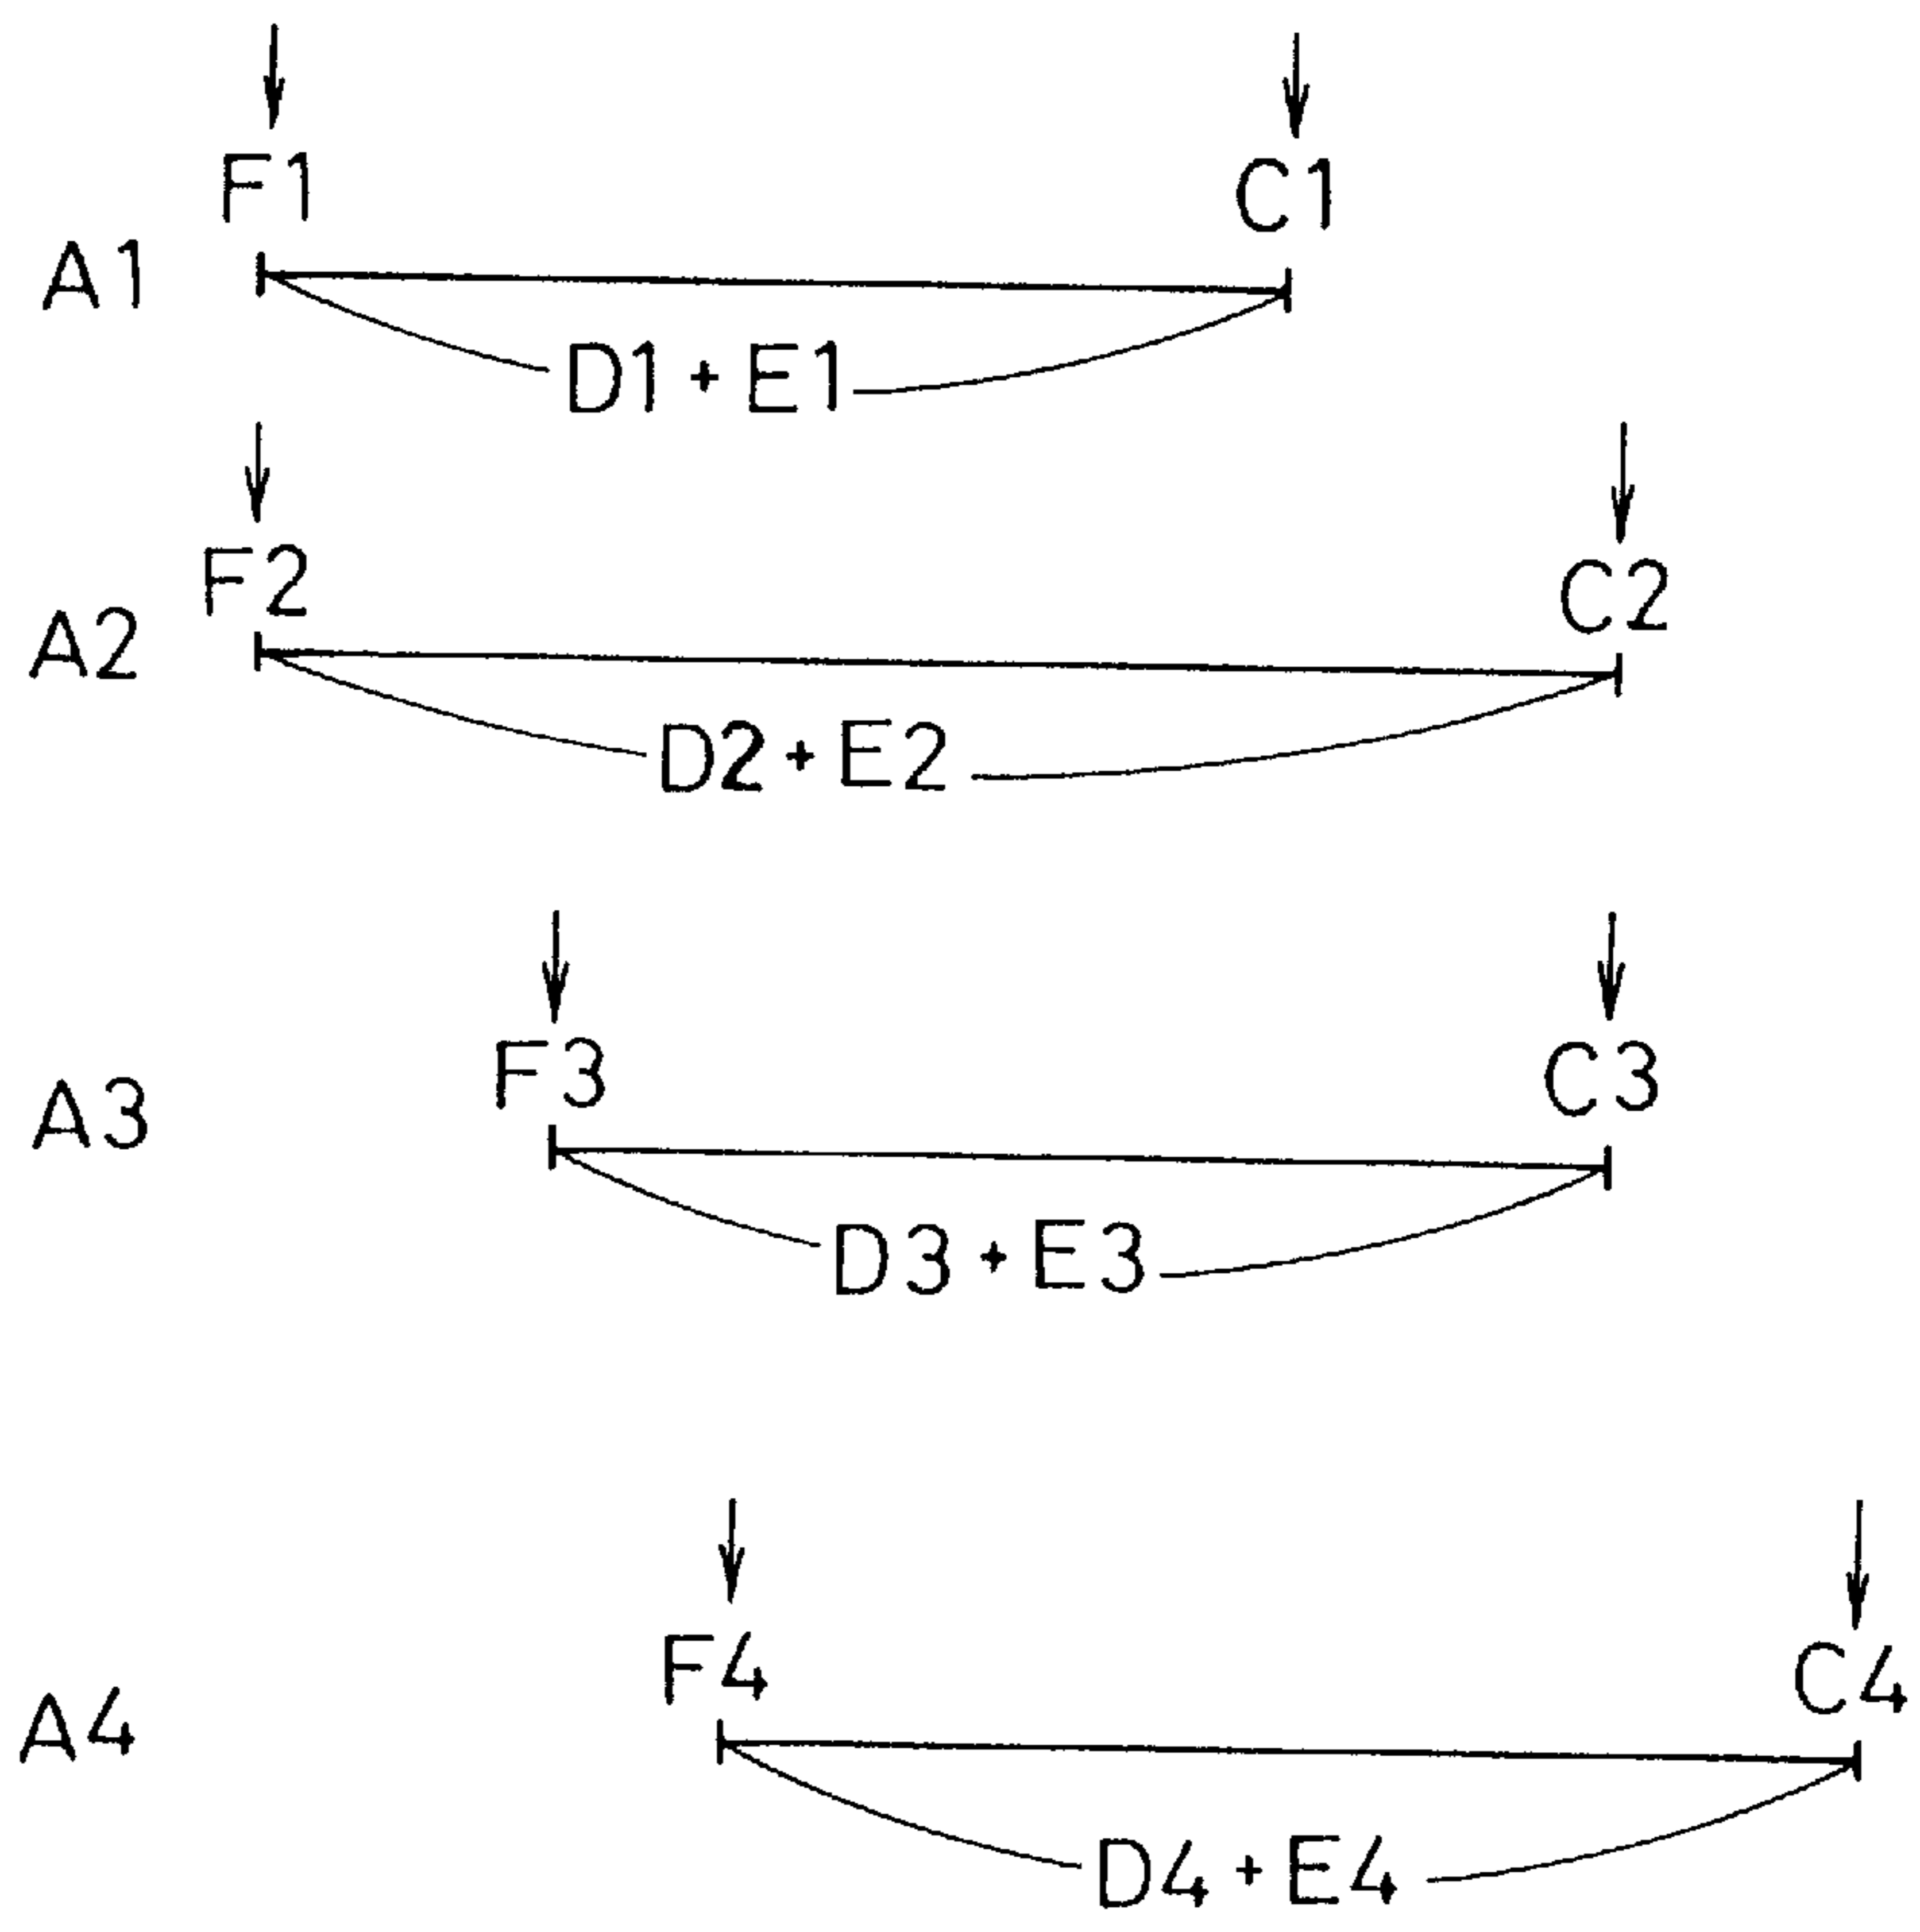 F1 C1
A1
D1 + E1
F2 C2
A2
D2 + E2
F3 C3
A3
D3 + E3
F4 C4
A4
D4 + E4